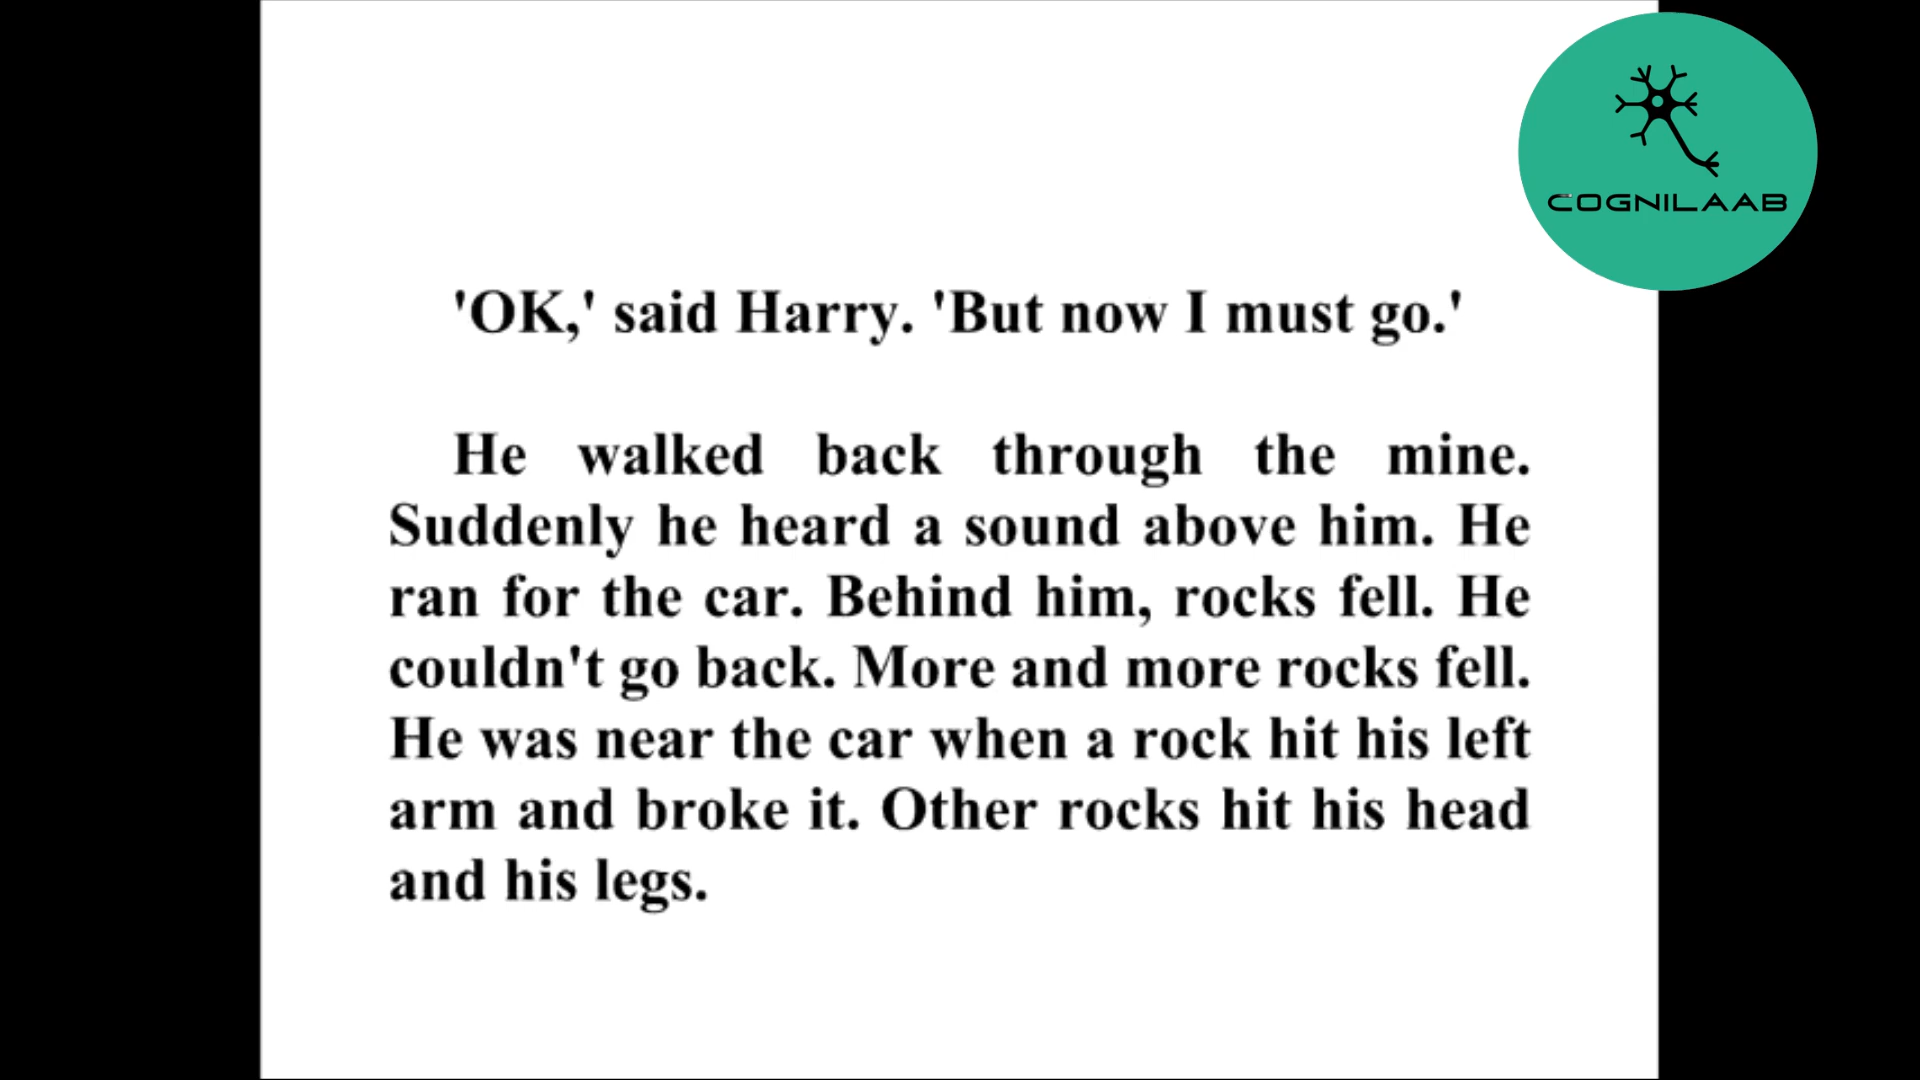 COGNILAAB
'OK,' said Harry. 'But now I must go.'
He walked back through the mine.
Suddenly he heard a sound above him. He
ran for the car. Behind him, rocks fell. He
couldn't go back. More and more rocks fell.
He was near the car when a rock hit his left
arm and broke it. Other rocks hit his head
and his legs.